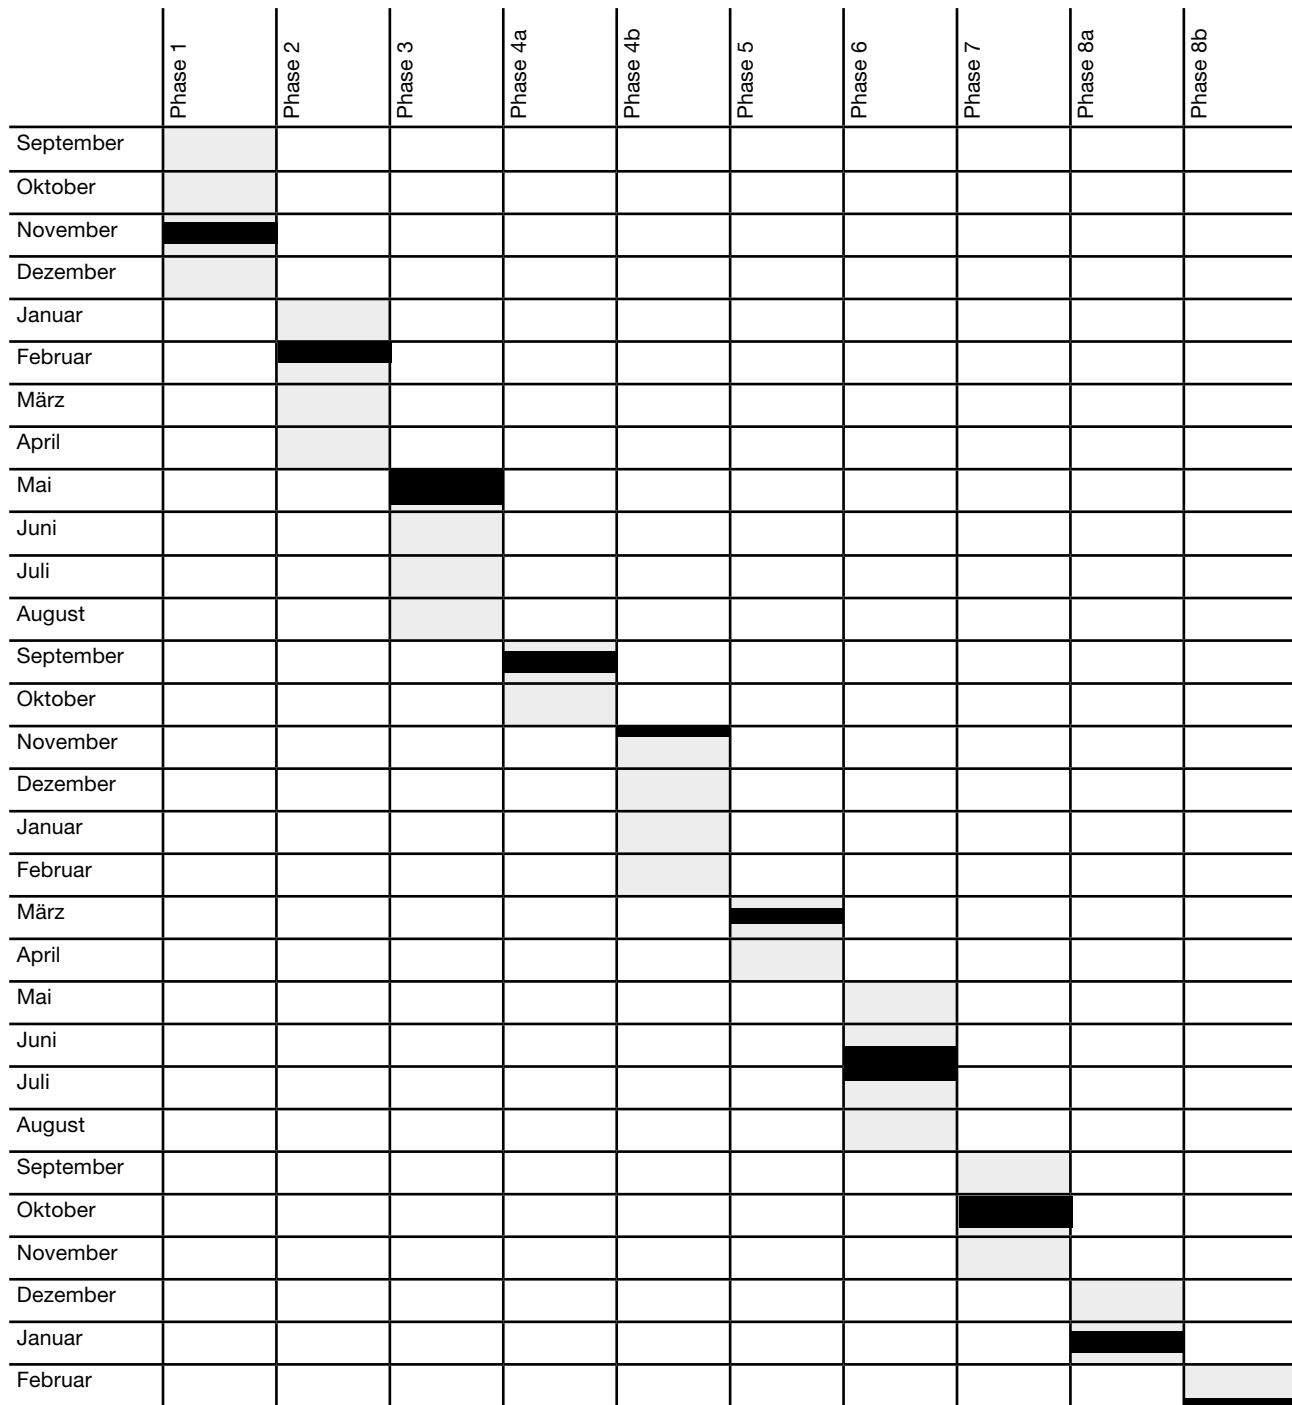 Phase 1
Phase 2
Phase 3
Phase 4a
Phase 4b
Phase 5
Phase 6
Phase 7
Phase 8a
Phase 8b
September
Oktober
November
Dezember
Januar
Februar
März
April
Mai
Juni
Juli
August
September
Oktober
November
Dezember
Januar
Februar
März
April
Mai
Juni
Juli
August
September
Oktober
November
Dezember
Januar
Februar